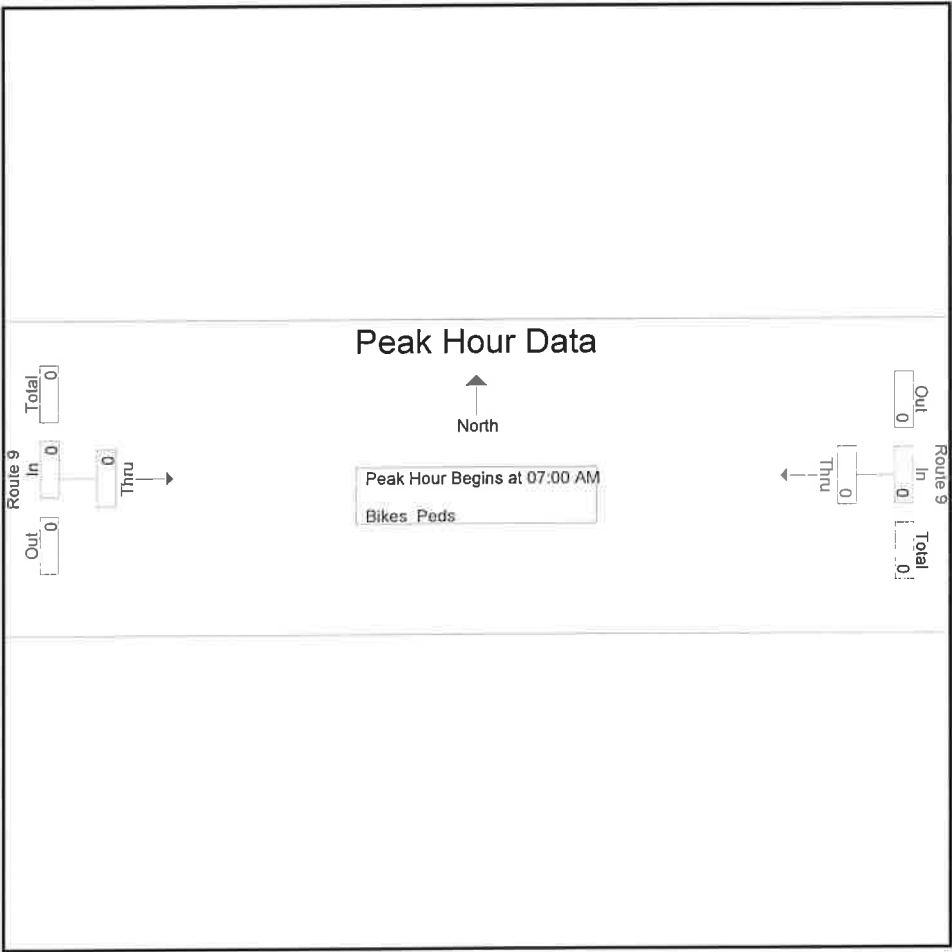 Peak Hour Data
North
Peak Hour Begins at 07:00 AM
Bikes Peds
Route 9
Out
0
In
0
Total
0
Thru
0
Route 9
Total
0
In
0
Out
0
Thru
0